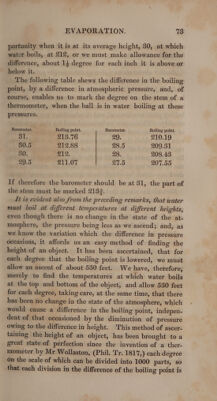 EVAPORATION. 73
portunity when it is at its average height, 30, at which
water boils, at 212, or we must make allowance for the
difference, about 1¾ degree for each inch it is above or
below it.
The following table shews the difference in the boiling
point, by a difference in atmospheric pressure, and, of
course, enables us to mark the degree on the stem of a
thermometer, when the ball is in water boiling at these
pressures.
Barometer. Boiling point. Barometer. Boiling point.
31. 213.76 29. 210.19
30.5 212.88 28.5 209.31
30. 212. 28. 208.43
29.5 211.07 27.5 207.55
If therefore the barometer should be at 31, the part of
the stem must be marked 213¾.
It is evident also from the preceding remarks, that water
must boil at different temperatures at different heights,
even though there is no change in the state of the at-
mosphere, the pressure being less as we ascend; and, as
we know the variation which the difference in pressure
occasions, it affords us an easy method of finding the
height of an object. It has been ascertained, that for
each degree that the boiling point is lowered, we must
allow an ascent of about 530 feet. We have, therefore,
merely to find the temperatures at which water boils
at the top and bottom of the object, and allow 530 feet
for each degree, taking care, at the same time, that there
has been no change in the state of the atmosphere, which
would cause a difference in the boiling point, indepen-
dent of that occasioned by the diminution of pressure
owing to the difference in height. This method of ascer-
taining the height of an object, has been brought to a
great state of perfection since the invention of a ther-
mometer by Mr Wollaston, (Phil. Tr. 1817,) each degree
on the scale of which can be divided into 1000 parts, so
that each division in the difference of the boiling point is